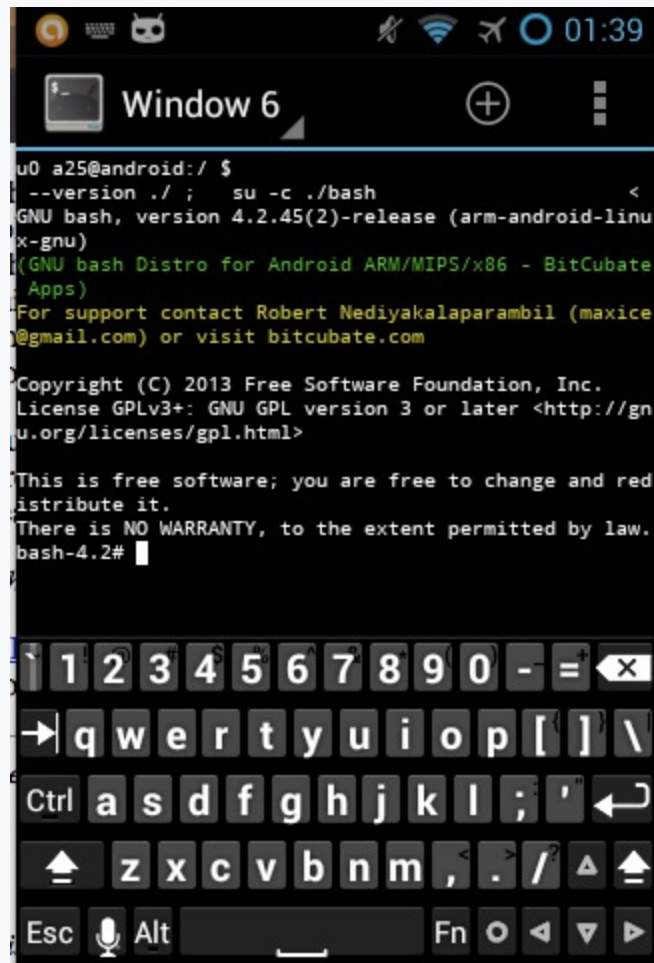 01:39
Window 6
u0 a25@android:/ $
--version ./ ;   su -c ./bash                    <
GNU bash, version 4.2.45(2)-release (arm-android-linu
x-gnu)
(GNU bash Distro for Android ARM/MIPS/x86 - BitCubate
Apps)
For support contact Robert Nediyakalaparambil (maxice
@gmail.com) or visit bitcubate.com
Copyright (C) 2013 Free Software Foundation, Inc.
License GPLv3+: GNU GPL version 3 or later <http://gn
u.org/licenses/gpl.html>
This is free software; you are free to change and red
istribute it.
There is NO WARRANTY, to the extent permitted by law.
bash-4.2#
` 1 2 3 4 5 6 7 8 9 0 - =
q w e r t y u i o p [ ] \
Ctrl a s d f g h j k l ; '
z x c v b n m , . /
Esc Alt Fn